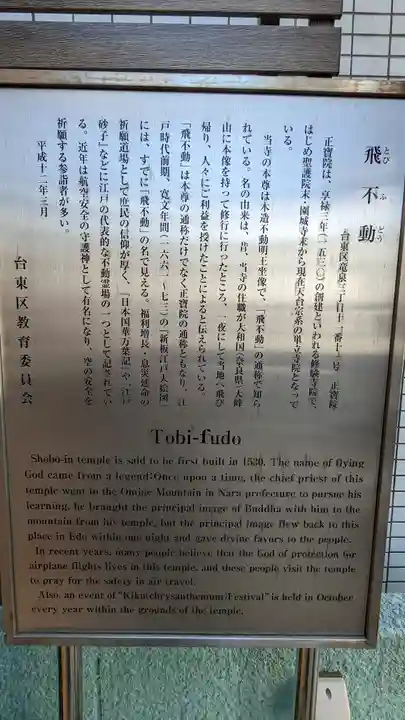 飛不動
とび ふ どう
台東区竜泉三丁目十一番十一号 正寶院
正寶院は、享禄三年(一五三〇)の創建といわれる修験寺院で、
はじめ聖護院末・園城寺末から現在天台宗系の単立寺院となって
いる。
当寺の本尊は木造不動明王坐像で、「飛不動」の通称で知ら
れている。名の由来は、昔、当寺の住職が大和国(奈良県)大峰
山に本像を持って修行に行ったところ、一夜にして当地へ飛び
帰り、人々にご利益を授けたことによると伝えられている。
「飛不動」は本尊の通称だけでなく正寶院の通称ともなり、江
戸時代前期、寛文年間(一六六一~七三)の『新板江戸大絵図』
には、すでに「飛不動」の名で見える。福利増長・息災延命の
祈願道場として庶民の信仰が厚く、『日本国華万葉記』や、『江戸
砂子』などに江戸の代表的な不動霊場の一つとして記されてい
る。近年は航空安全の守護神として有名になり、空の安全を
祈願する参詣者が多い。
平成十二年三月
台東区教育委員会
Tobi-fudo
Shobo-in temple is said to be first built in 1530. The name of flying
God came from a legend:Once upon a time, the chief priest of this
temple went to the Omine Mountain in Nara prefecture to pursue his
learning, he brought the principal image of Buddha with him to the
mountain from his temple, but the principal image flew back to this
place in Edo within one night and gave divine favors to the people.
In recent years, many people believe that the God of protection for
airplane flights lives in this temple, and these people visit the temple
to pray for the safety in air travel.
Also, an event of "Kiku(chrysanthemum)Festival" is held in October
every year within the grounds of the temple.